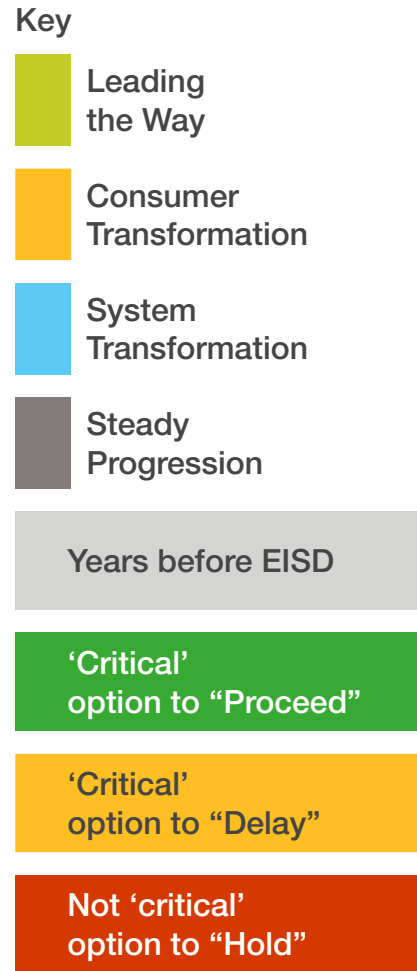 Key
Leading
the Way
Consumer
Transformation
System
Transformation
Steady
Progression
Years before EISD
‘Critical’
option to “Proceed”
‘Critical’
option to “Delay”
Not ‘critical’
option to “Hold”